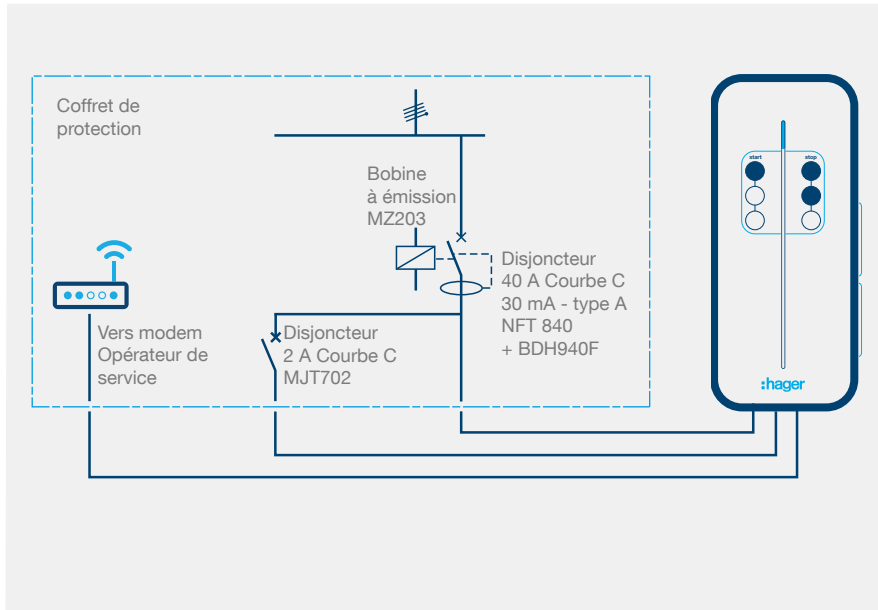 Coffret de
protection
Bobine
à émission
MZ203
Disjoncteur
40 A Courbe C
30 mA - type A
NFT 840
+ BDH940F
Vers modem
Opérateur de
service
Disjoncteur
2 A Courbe C
MJT702
start
stop
:hager